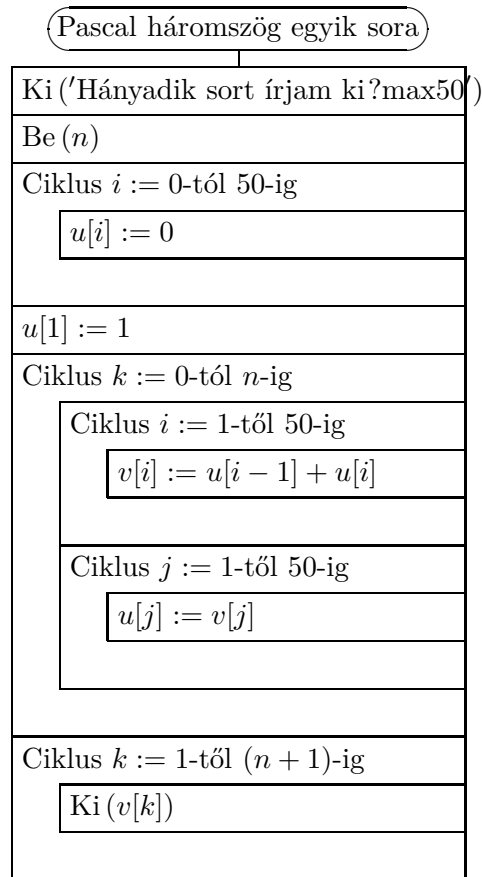 Pascal háromszög egyik sora
Ki ('Hányadik sort írjam ki?max50')
Be (n)
Ciklus i := 0-tól 50-ig
u[i] := 0
u[1] := 1
Ciklus k := 0-tól n-ig
Ciklus i := 1-től 50-ig
v[i] := u[i − 1] + u[i]
Ciklus j := 1-től 50-ig
u[j] := v[j]
Ciklus k := 1-től (n + 1)-ig
Ki (v[k])